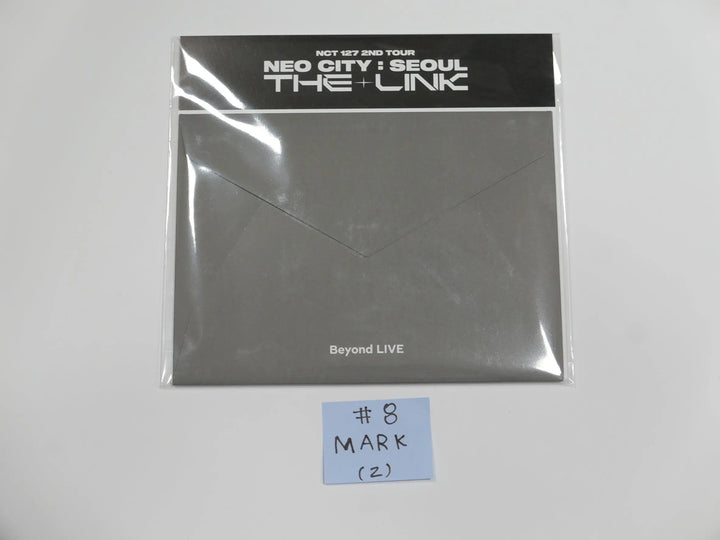 NCT 127 2ND TOUR
NEO CITY : SEOUL
THE LINK
Beyond LIVE
#8
MARK
(2)